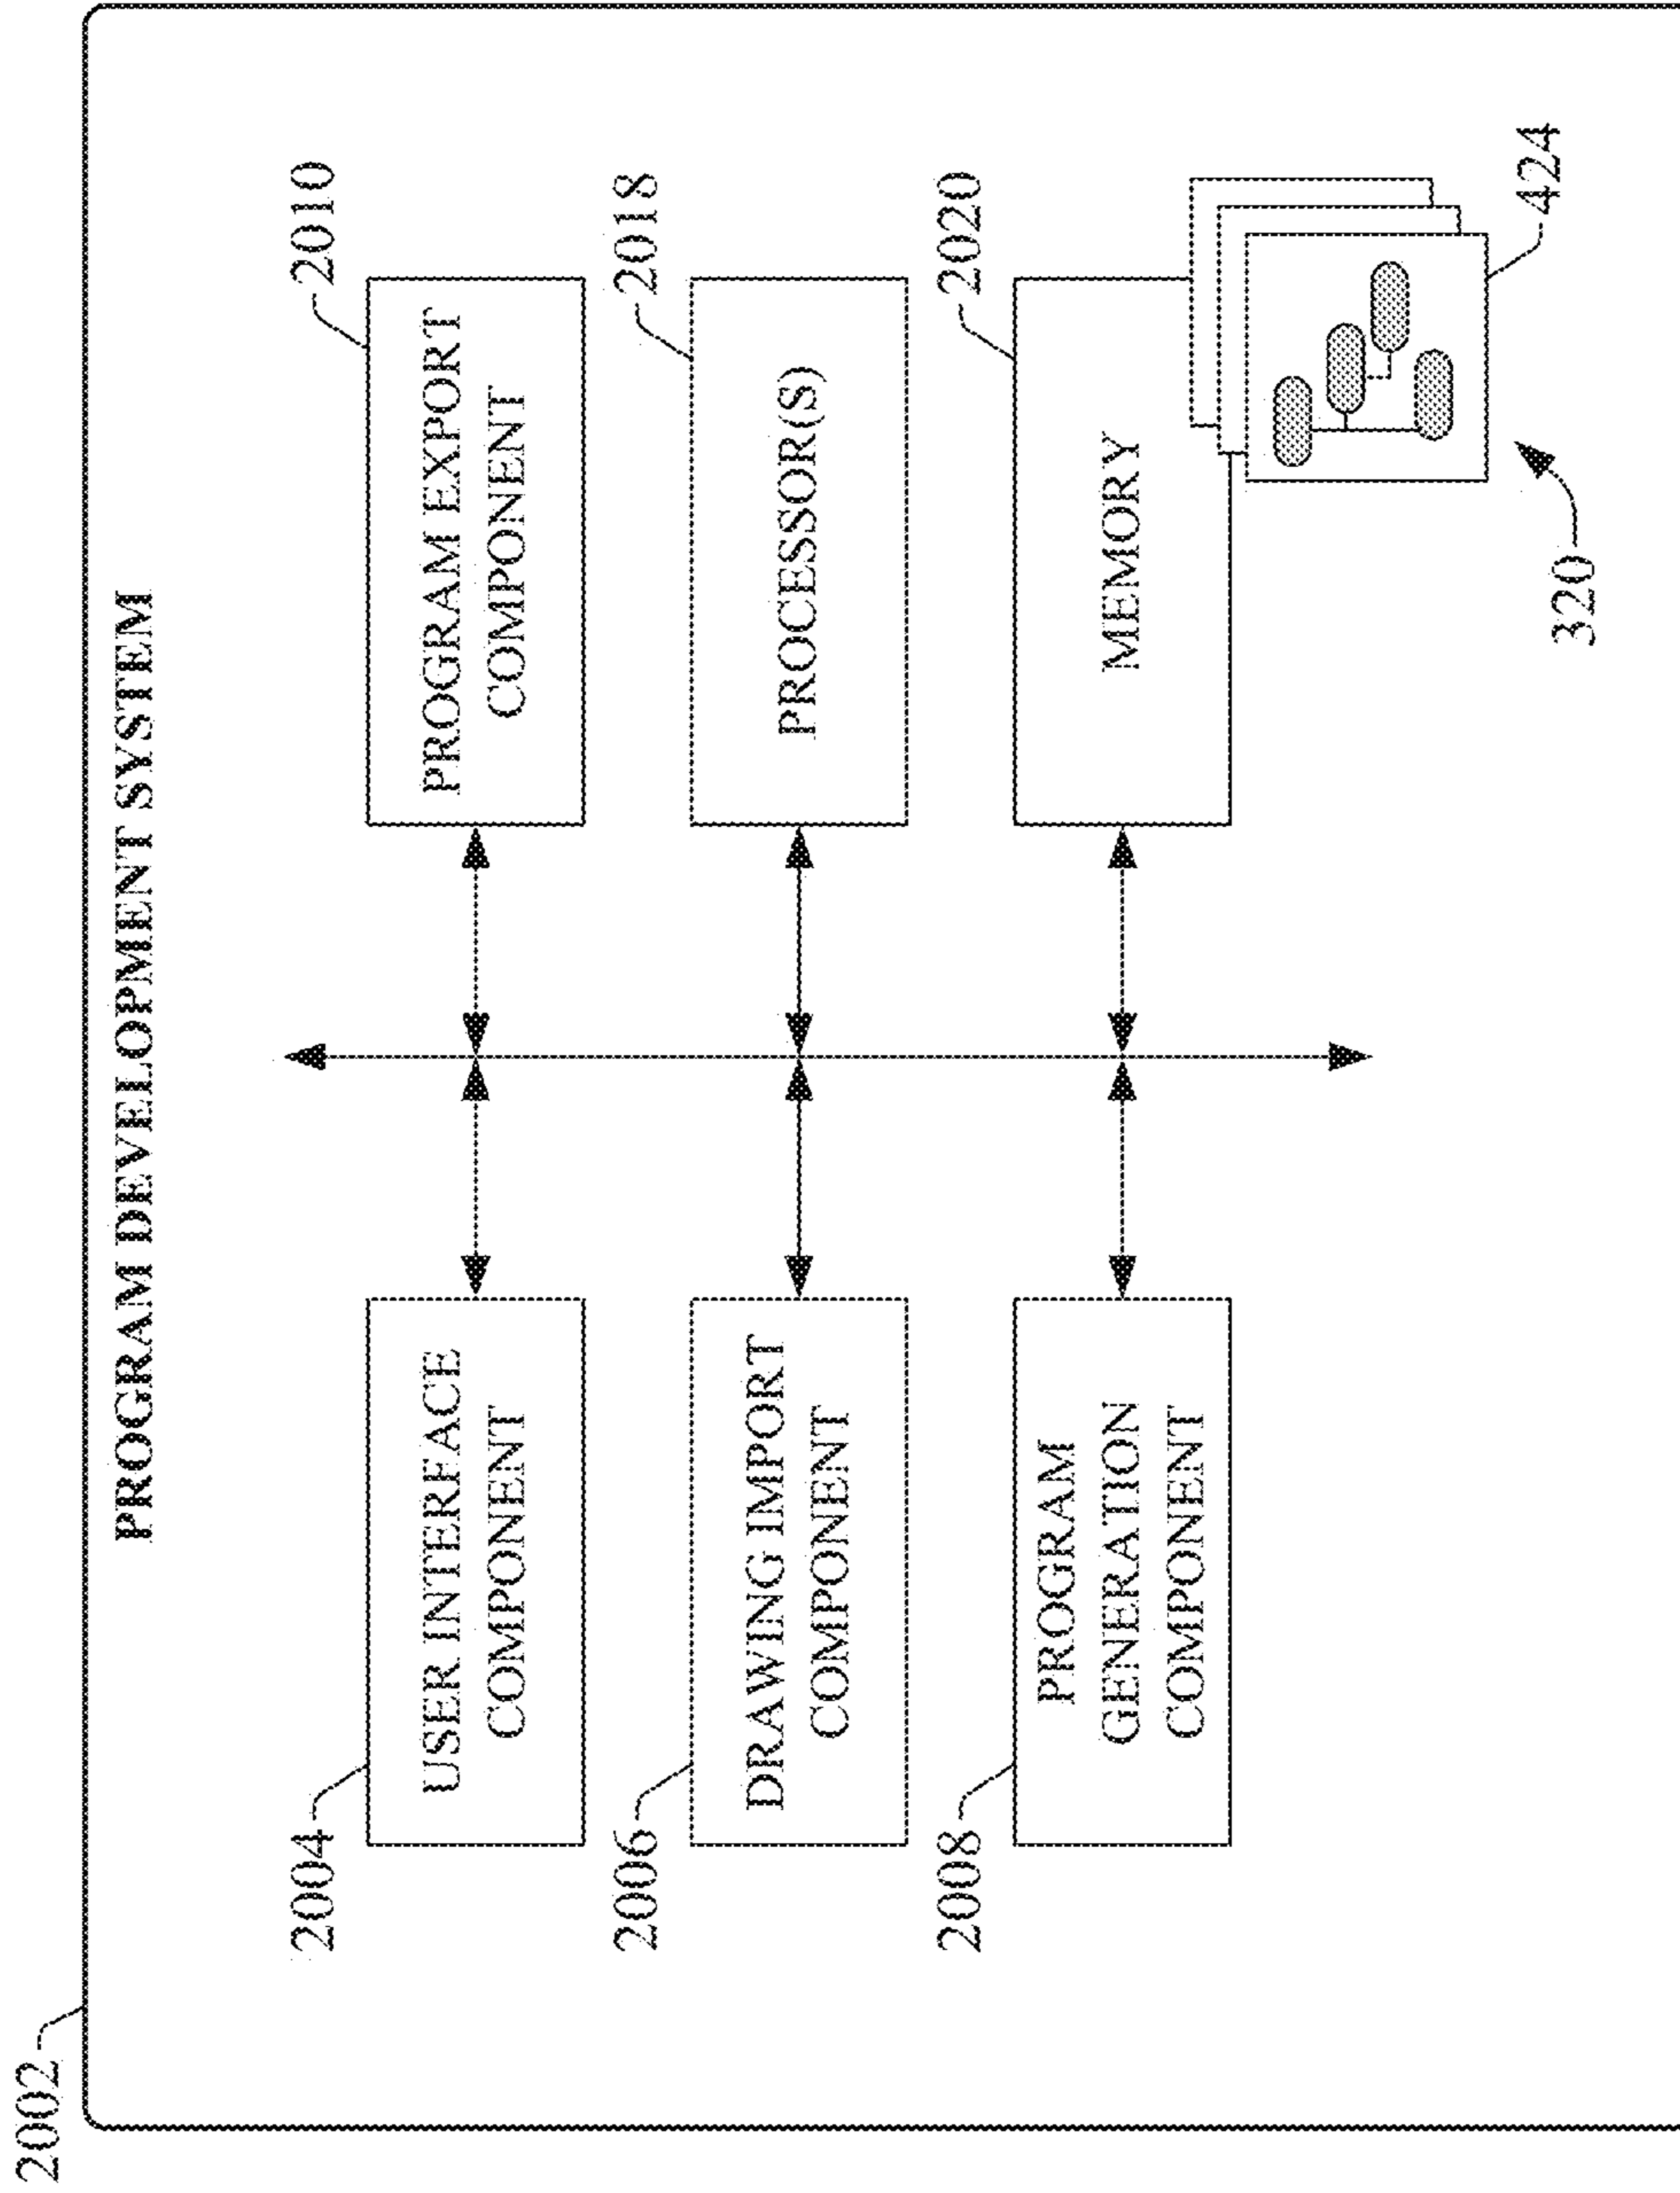 2002
PROGRAM DEVELOPMENT SYSTEM
2004
USER INTERFACE
COMPONENT
2010
PROGRAM EXPORT
COMPONENT
2006
DRAWING IMPORT
COMPONENT
2018
PROCESSOR(S)
2008
PROGRAM
GENERATION
COMPONENT
2020
MEMORY
424
320